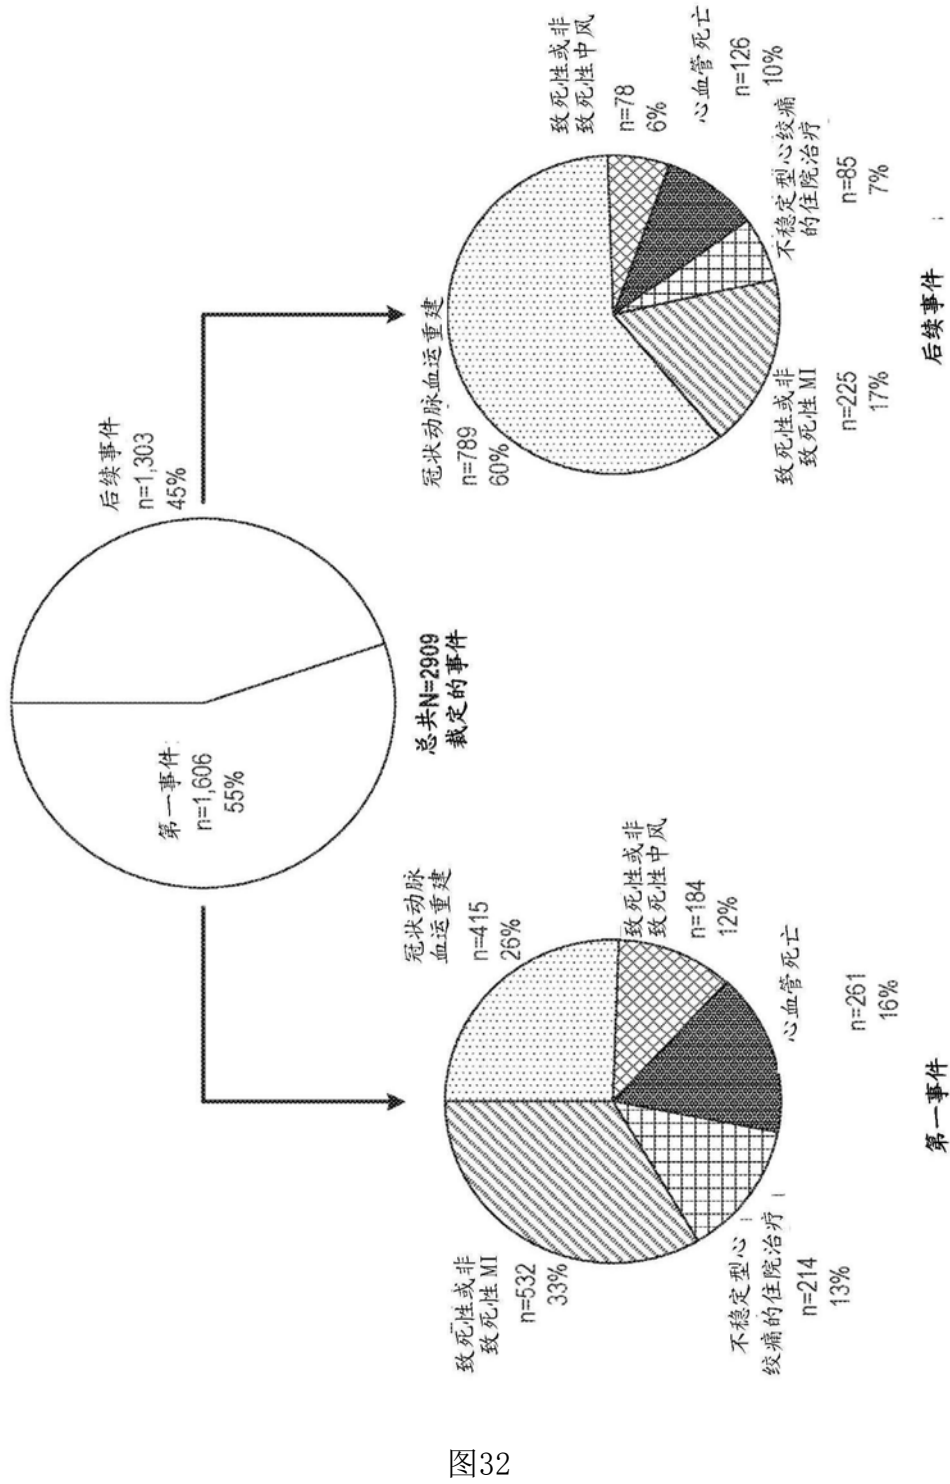 第一事件
n=1,606
55%
后续事件
n=1,303
45%
总共N=2909
裁定的事件
冠状动脉
血运重建
n=415
26%
致死性或非
致死性中风
n=184
12%
心血管死亡
n=261
16%
不稳定型心
绞痛的住院治疗
n=214
13%
致死性或非
致死性MI
n=532
33%
第一事件
冠状动脉血运重建
n=789
60%
致死性或非
致死性中风
n=78
6%
心血管死亡
n=126
10%
不稳定型心绞痛
的住院治疗
n=85
7%
致死性或非
致死性MI
n=225
17%
后续事件
图32